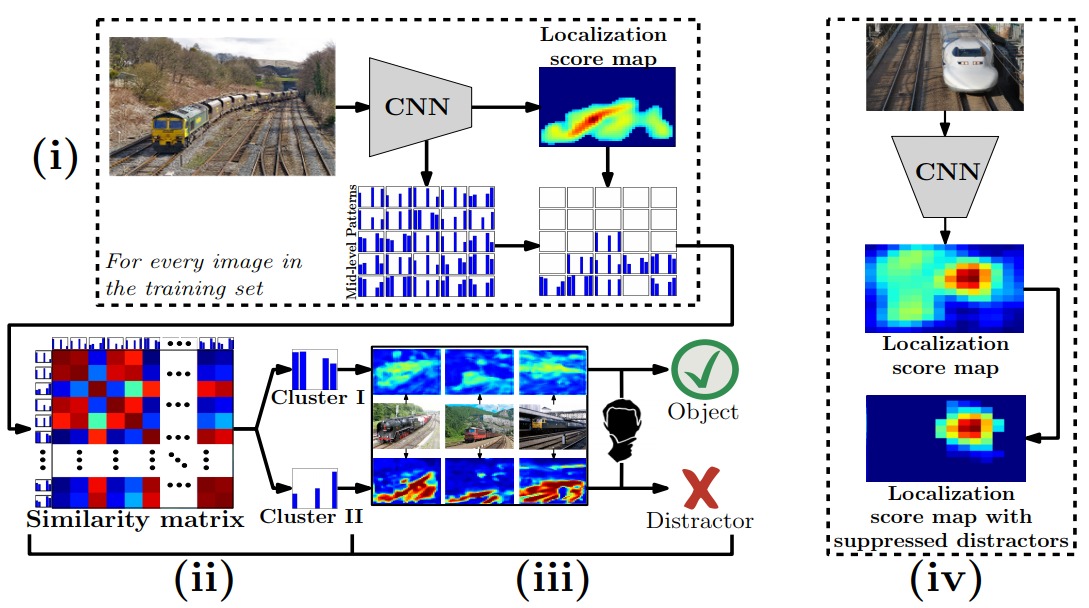 Localization
score map
CNN
(i)
Mid-level Patterns
For every image in
the training set
Cluster I
Object
Cluster II
Similarity matrix
Distractor
(ii)
(iii)
CNN
Localization
score map
Localization
score map with
suppressed distractors
(iv)